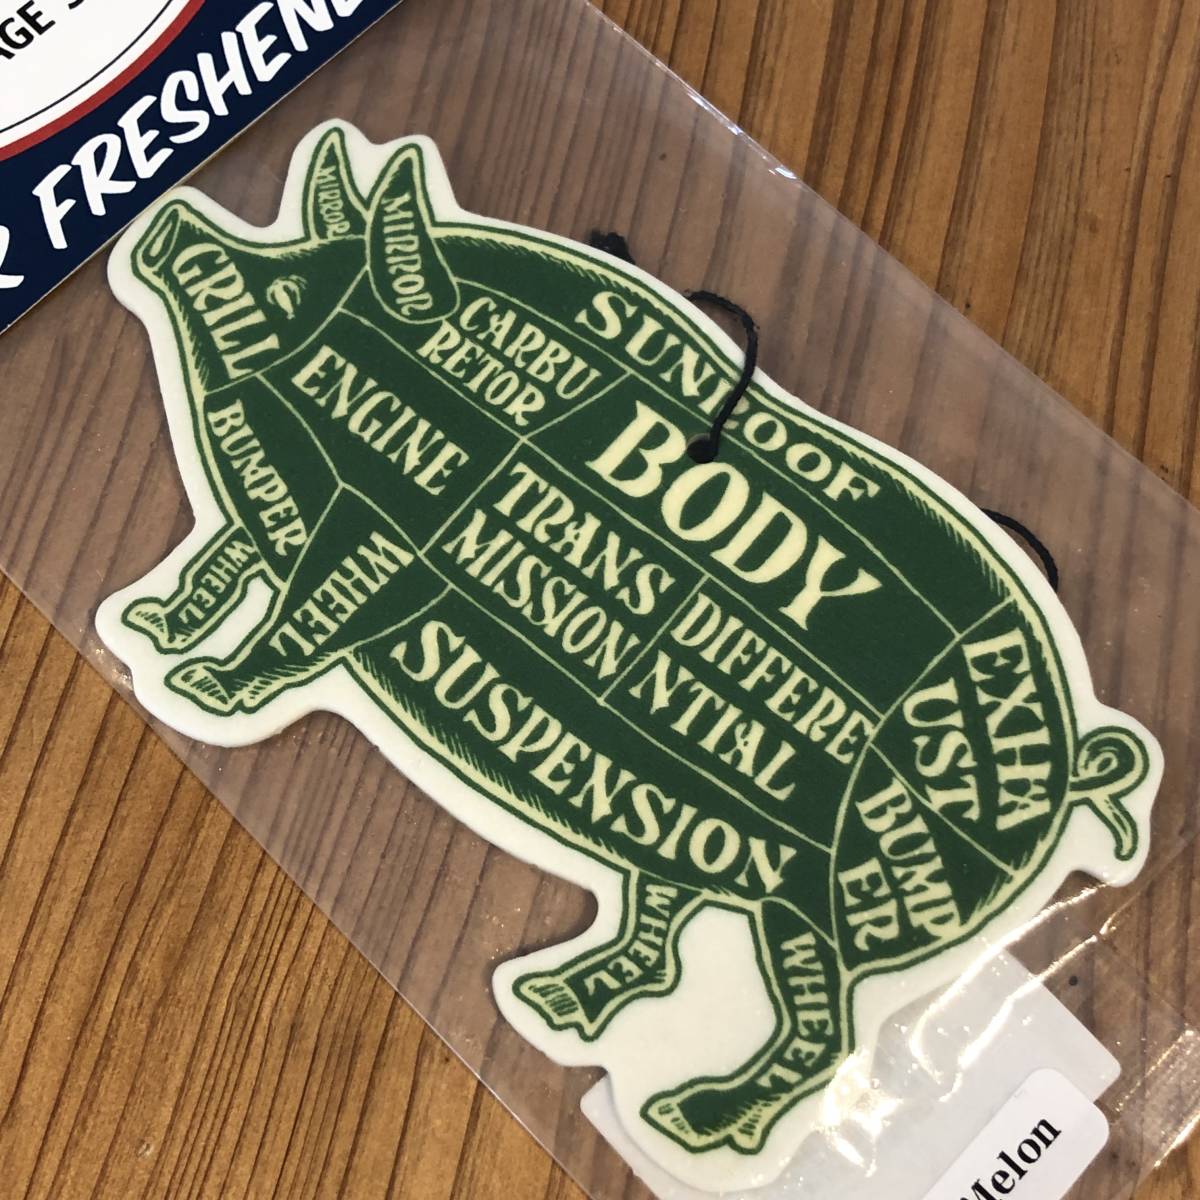 AGE
R FRESHENE
MIRROR
MIRROR
GRILL
CARBU
RETOR
SUNROOF
ENGINE
BODY
BUMPER
TRANS
MISSION
WHEEL
WHEEL
DIFFERE
NTIAL
SUSPENSION
EXHA
UST
BUMP
ER
WHEEL
WHEEL
Melon